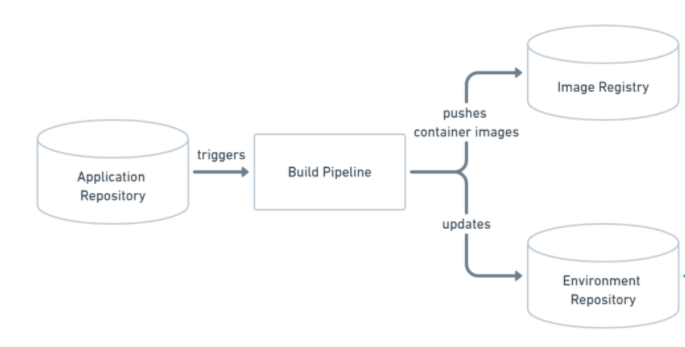 Image Registry
pushes
container images
triggers
Application
Repository
Build Pipeline
updates
Environment
Repository